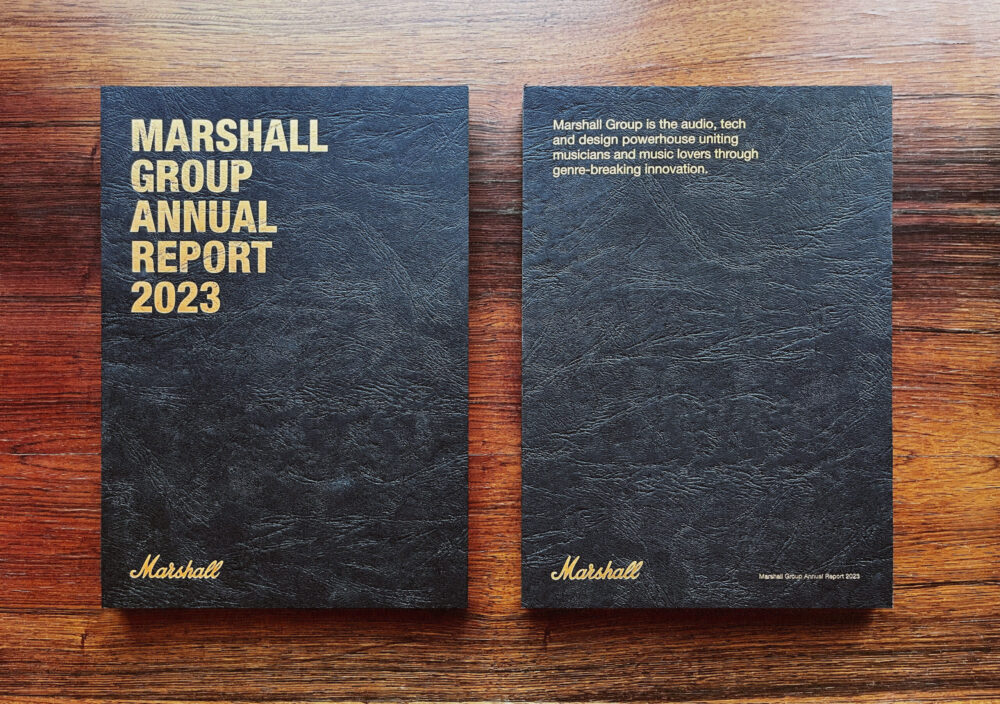 MARSHALL
GROUP
ANNUAL
REPORT
2023
Marshall
Marshall Group is the audio, tech
and design powerhouse uniting
musicians and music lovers through
genre-breaking innovation.
Marshall
Marshall Group Annual Report 2023